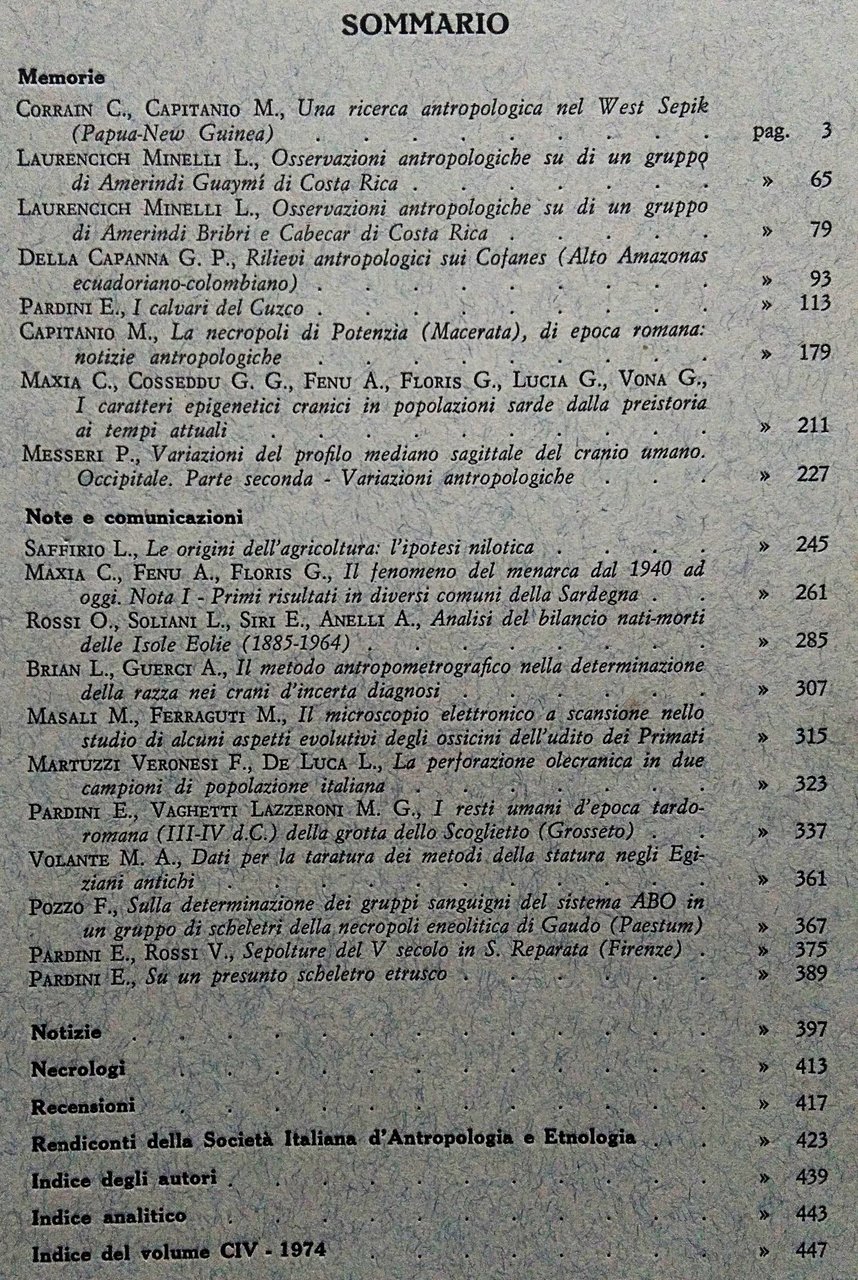 SOMMARIO
Memorie
CORRAIN C., CAPITANIO M., Una ricerca antropologica nel West Sepik
(Papua-New Guinea) . . . . . . . . . pag. 3
LAURENCICH MINELLI L., Osservazioni antropologiche su di un gruppo
di Amerindi Guaymí di Costa Rica . . . . . . . » 65
LAURENCICH MINELLI L., Osservazioni antropologiche su di un gruppo
di Amerindi Bribri e Cabecar di Costa Rica . . . . . » 79
DELLA CAPANNA G. P., Rilievi antropologici sui Cofanes (Alto Amazonas
ecuadoriano-colombiano) . . . . . . . . . » 93
PARDINI E., I calvari del Cuzco . . . . . . . . . » 113
CAPITANIO M., La necropoli di Potenzia (Macerata), di epoca romana:
notizie antropologiche . . . . . . . . . » 179
MAXIA C., COSSEDDU G. G., FENU A., FLORIS G., LUCIA G., VONA G.,
I caratteri epigenetici cranici in popolazioni sarde dalla preistoria
ai tempi attuali . . . . . . . . . . » 211
MESSERI P., Variazioni del profilo mediano sagittale del cranio umano.
Occipitale. Parte seconda - Variazioni antropologiche . . . » 227
Note e comunicazioni
SAFFIRIO L., Le origini dell'agricoltura: l'ipotesi nilotica . . . . » 245
MAXIA C., FENU A., FLORIS G., Il fenomeno del menarca dal 1940 ad
oggi. Nota I - Primi risultati in diversi comuni della Sardegna . . » 261
ROSSI O., SOLIANI L., SIRI E., ANELLI A., Analisi del bilancio nati-morti
delle Isole Eolie (1885-1964) . . . . . . . . » 285
BRIAN L., GUERCI A., Il metodo antropometrografico nella determinazione
della razza nei crani d'incerta diagnosi . . . . . . » 307
MASALI M., FERRAGUTI M., Il microscopio elettronico a scansione nello
studio di alcuni aspetti evolutivi degli ossicini dell'udito dei Primati » 315
MARTUZZI VERONESI F., DE LUCA L., La perforazione olecranica in due
campioni di popolazione italiana . . . . . . . » 323
PARDINI E., VAGHETTI LAZZERONI M. G., I resti umani d'epoca tardo-
romana (III-IV d.C.) della grotta dello Scoglietto (Grosseto) . . » 337
VOLANTE M. A., Dati per la taratura dei metodi della statura negli Egi-
ziani antichi . . . . . . . . . . . » 361
POZZO F., Sulla determinazione dei gruppi sanguigni del sistema ABO in
un gruppo di scheletri della necropoli eneolitica di Gaudo (Paestum) » 367
PARDINI E., ROSSI V., Sepolture del V secolo in S. Reparata (Firenze) . » 375
PARDINI E., Su un presunto scheletro etrusco . . . . . . » 389
Notizie . . . . . . . . . . . . . » 397
Necrologi . . . . . . . . . . . . » 413
Recensioni . . . . . . . . . . . . » 417
Rendiconti della Società Italiana d'Antropologia e Etnologia . . » 423
Indice degli autori . . . . . . . . . . . » 439
Indice analitico . . . . . . . . . . . » 443
Indice del volume CIV - 1974 . . . . . . . . » 447